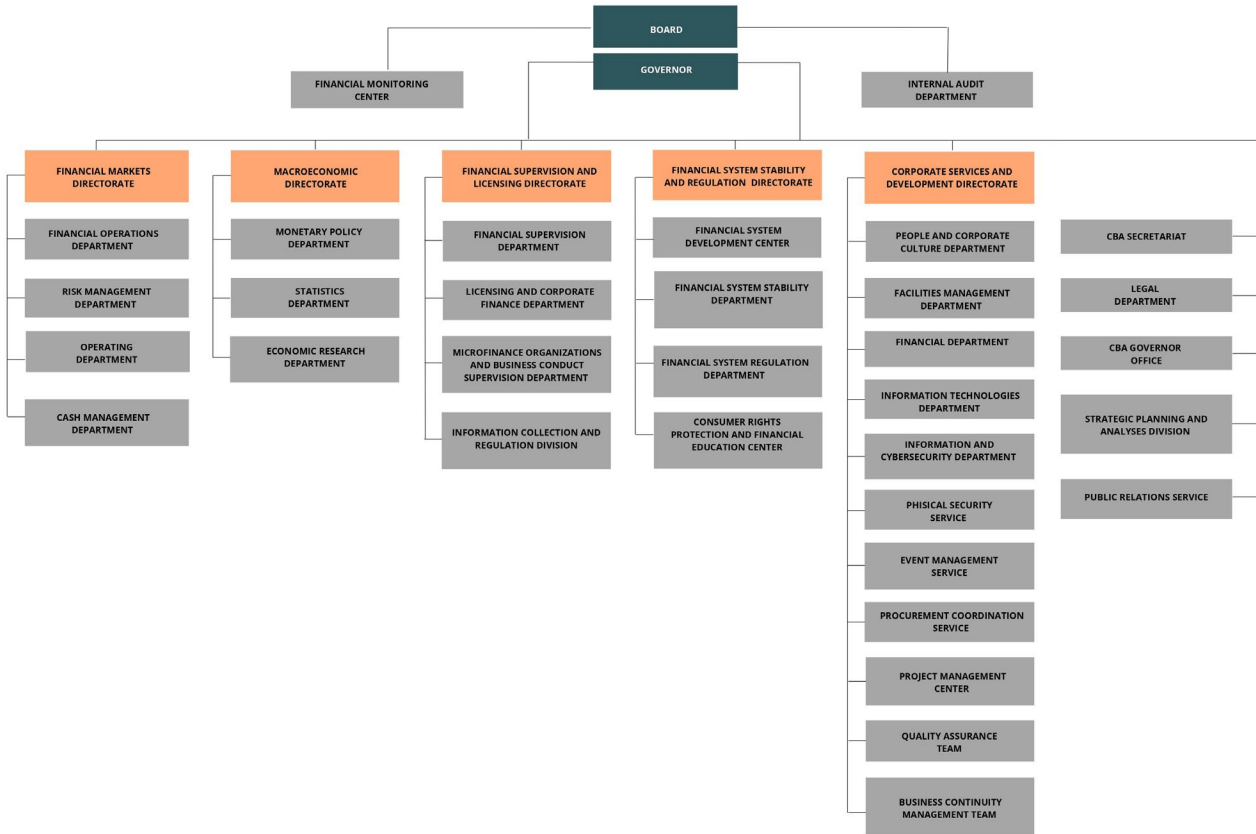 BOARD
GOVERNOR
FINANCIAL MONITORING
CENTER
INTERNAL AUDIT
DEPARTMENT
FINANCIAL MARKETS
DIRECTORATE
FINANCIAL OPERATIONS
DEPARTMENT
RISK MANAGEMENT
DEPARTMENT
OPERATING
DEPARTMENT
CASH MANAGEMENT
DEPARTMENT
MACROECONOMIC
DIRECTORATE
MONETARY POLICY
DEPARTMENT
STATISTICS
DEPARTMENT
ECONOMIC RESEARCH
DEPARTMENT
FINANCIAL SUPERVISION AND
LICENSING DIRECTORATE
FINANCIAL SUPERVISION
DEPARTMENT
LICENSING AND CORPORATE
FINANCE DEPARTMENT
MICROFINANCE ORGANIZATIONS
AND BUSINESS CONDUCT
SUPERVISION DEPARTMENT
INFORMATION COLLECTION AND
REGULATION DIVISION
FINANCIAL SYSTEM STABILITY
AND REGULATION DIRECTORATE
FINANCIAL SYSTEM
DEVELOPMENT CENTER
FINANCIAL SYSTEM STABILITY
DEPARTMENT
FINANCIAL SYSTEM REGULATION
DEPARTMENT
CONSUMER RIGHTS
PROTECTION AND FINANCIAL
EDUCATION CENTER
CORPORATE SERVICES AND
DEVELOPMENT DIRECTORATE
PEOPLE AND CORPORATE
CULTURE DEPARTMENT
FACILITIES MANAGEMENT
DEPARTMENT
FINANCIAL DEPARTMENT
INFORMATION TECHNOLOGIES
DEPARTMENT
INFORMATION AND
CYBERSECURITY DEPARTMENT
PHISICAL SECURITY
SERVICE
EVENT MANAGEMENT
SERVICE
PROCUREMENT COORDINATION
SERVICE
PROJECT MANAGEMENT
CENTER
QUALITY ASSURANCE
TEAM
BUSINESS CONTINUITY
MANAGEMENT TEAM
CBA SECRETARIAT
LEGAL
DEPARTMENT
CBA GOVERNOR
OFFICE
STRATEGIC PLANNING AND
ANALYSES DIVISION
PUBLIC RELATIONS SERVICE